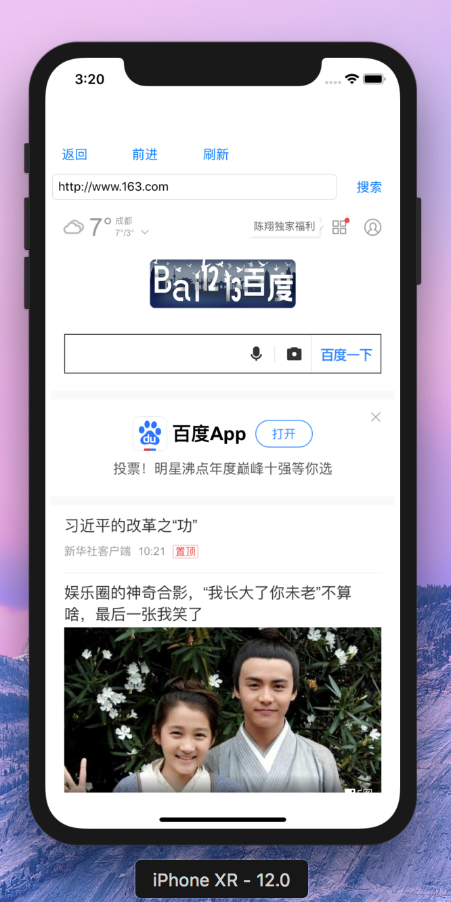 3:20
返回 前进 刷新
http://www.163.com 搜索
7° 成都 7°/3° 陈翔独家福利
Bai 12 13 百度
百度一下
du 百度App 打开
投票！明星沸点年度巅峰十强等你选
习近平的改革之“功”
新华社客户端 10:21 置顶
娱乐圈的神奇合影，“我长大了你未老”不算
啥，最后一张我笑了
iPhone XR - 12.0